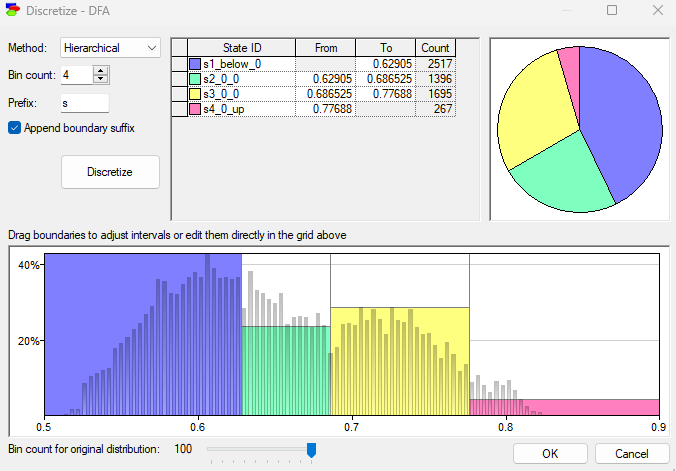 Discretize - DFA
Method: Hierarchical
Bin count: 4
Prefix: s
Append boundary suffix
Discretize
State ID From To Count
s1_below_0 0.62905 2517
s2_0_0 0.62905 0.686525 1396
s3_0_0 0.686525 0.77688 1695
s4_0_up 0.77688 267
Drag boundaries to adjust intervals or edit them directly in the grid above
40%
20%
0.5 0.6 0.7 0.8 0.9
Bin count for original distribution: 100
OK Cancel